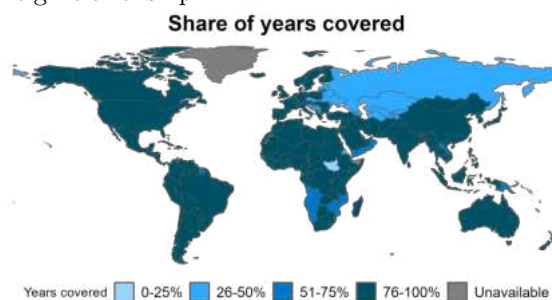 Share of years covered
Years covered 0-25% 26-50% 51-75% 76-100% Unavailable